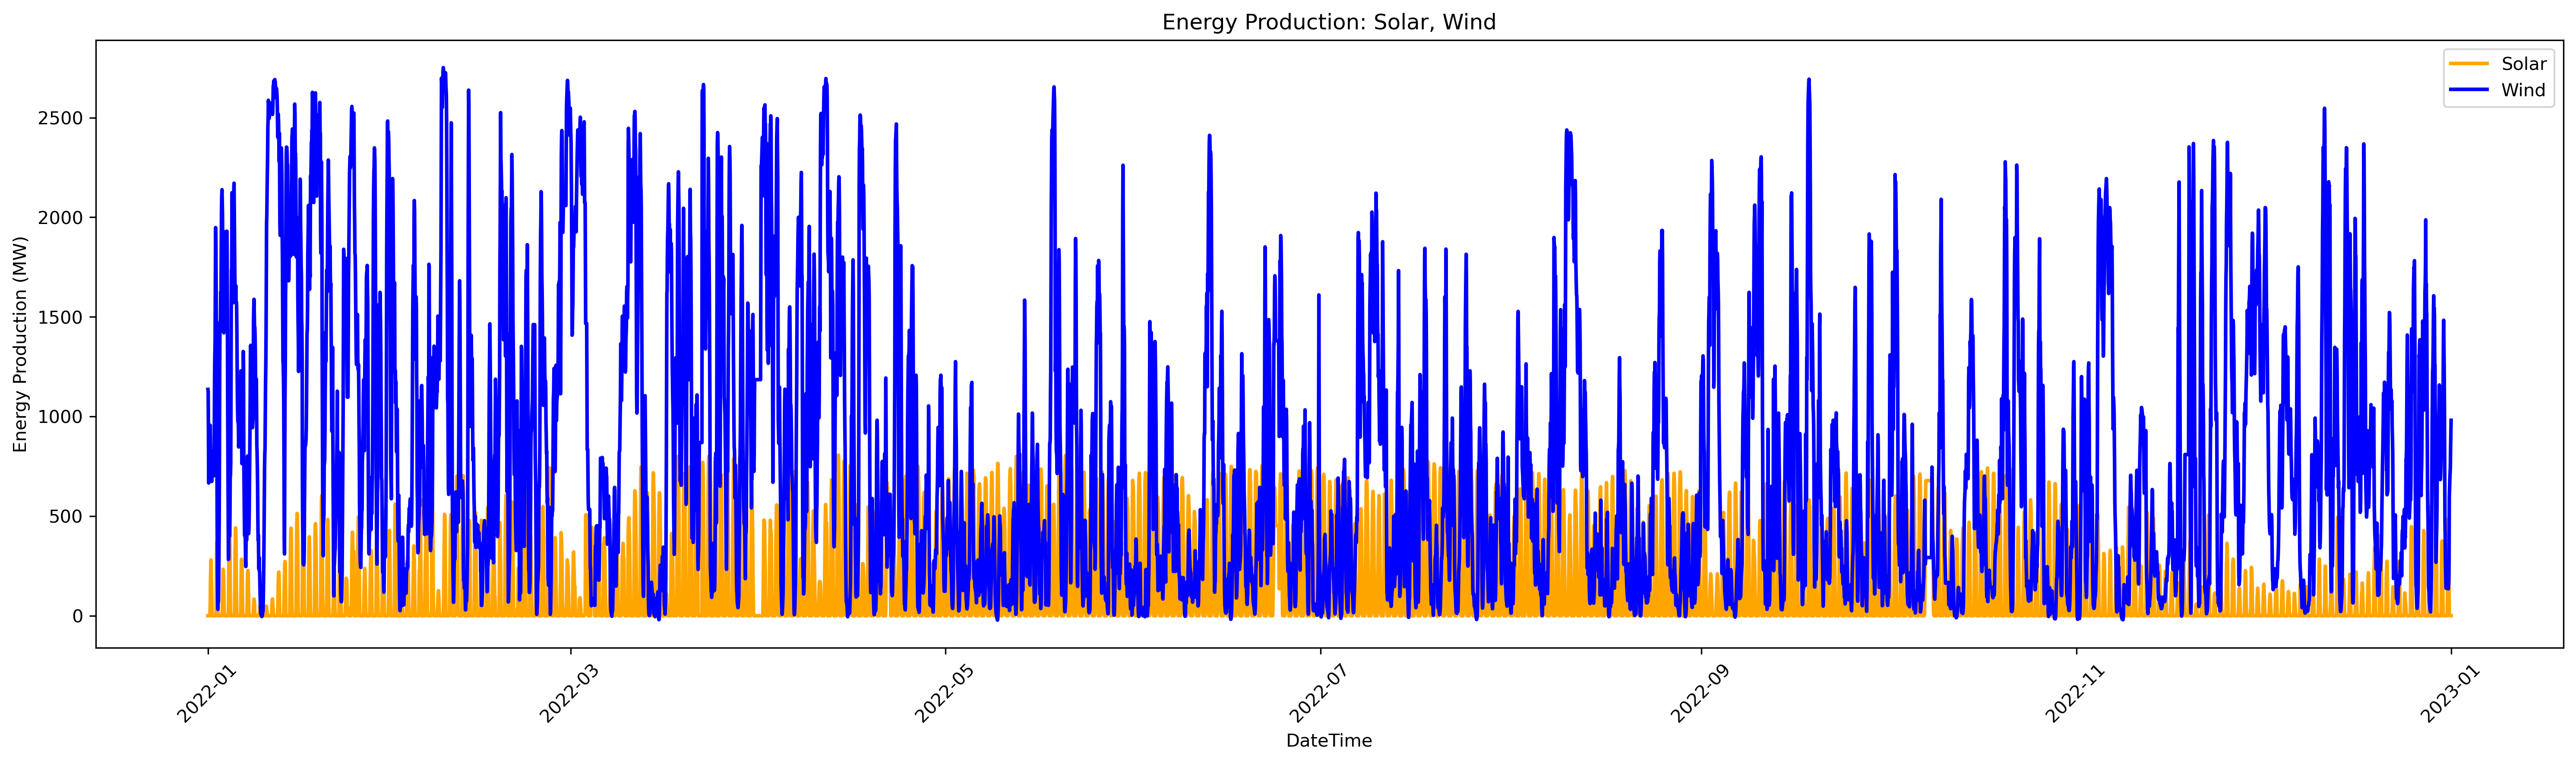 Energy Production: Solar, Wind
Solar
Wind
Energy Production (MW)
2500
2000
1500
1000
500
0
2022-01
2022-03
2022-05
2022-07
2022-09
2022-11
2023-01
DateTime